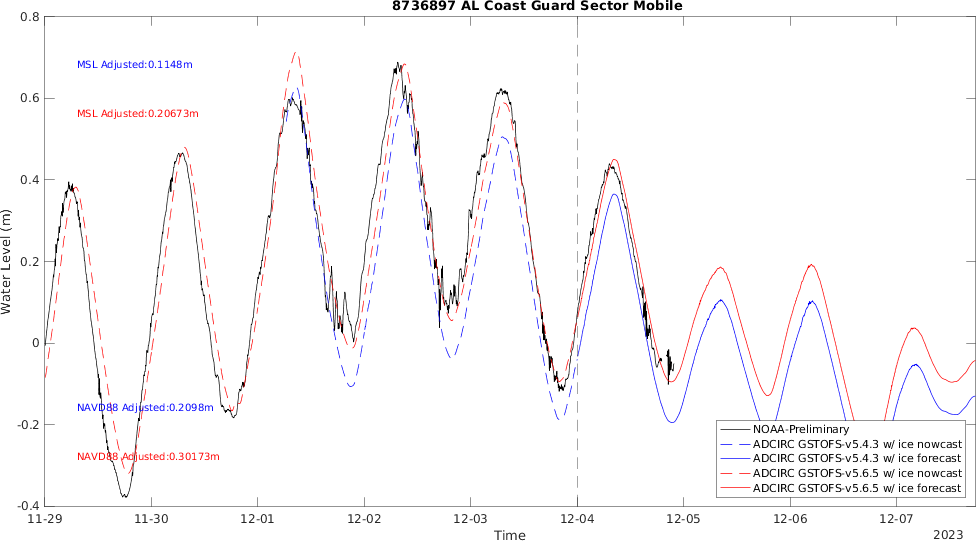 8736897 AL Coast Guard Sector Mobile
0.8
MSL Adjusted:0.1148m
0.6
MSL Adjusted:0.20673m
0.4
0.2
Water Level (m)
0
-0.2
NAVD88 Adjusted:0.2098m
NAVD88 Adjusted:0.30173m
-0.4
NOAA-Preliminary
ADCIRC GSTOFS-v5.4.3 w/ ice nowcast
ADCIRC GSTOFS-v5.4.3 w/ ice forecast
ADCIRC GSTOFS-v5.6.5 w/ ice nowcast
ADCIRC GSTOFS-v5.6.5 w/ ice forecast
11-29 11-30 12-01 12-02 12-03 12-04 12-05 12-06 12-07
Time
2023